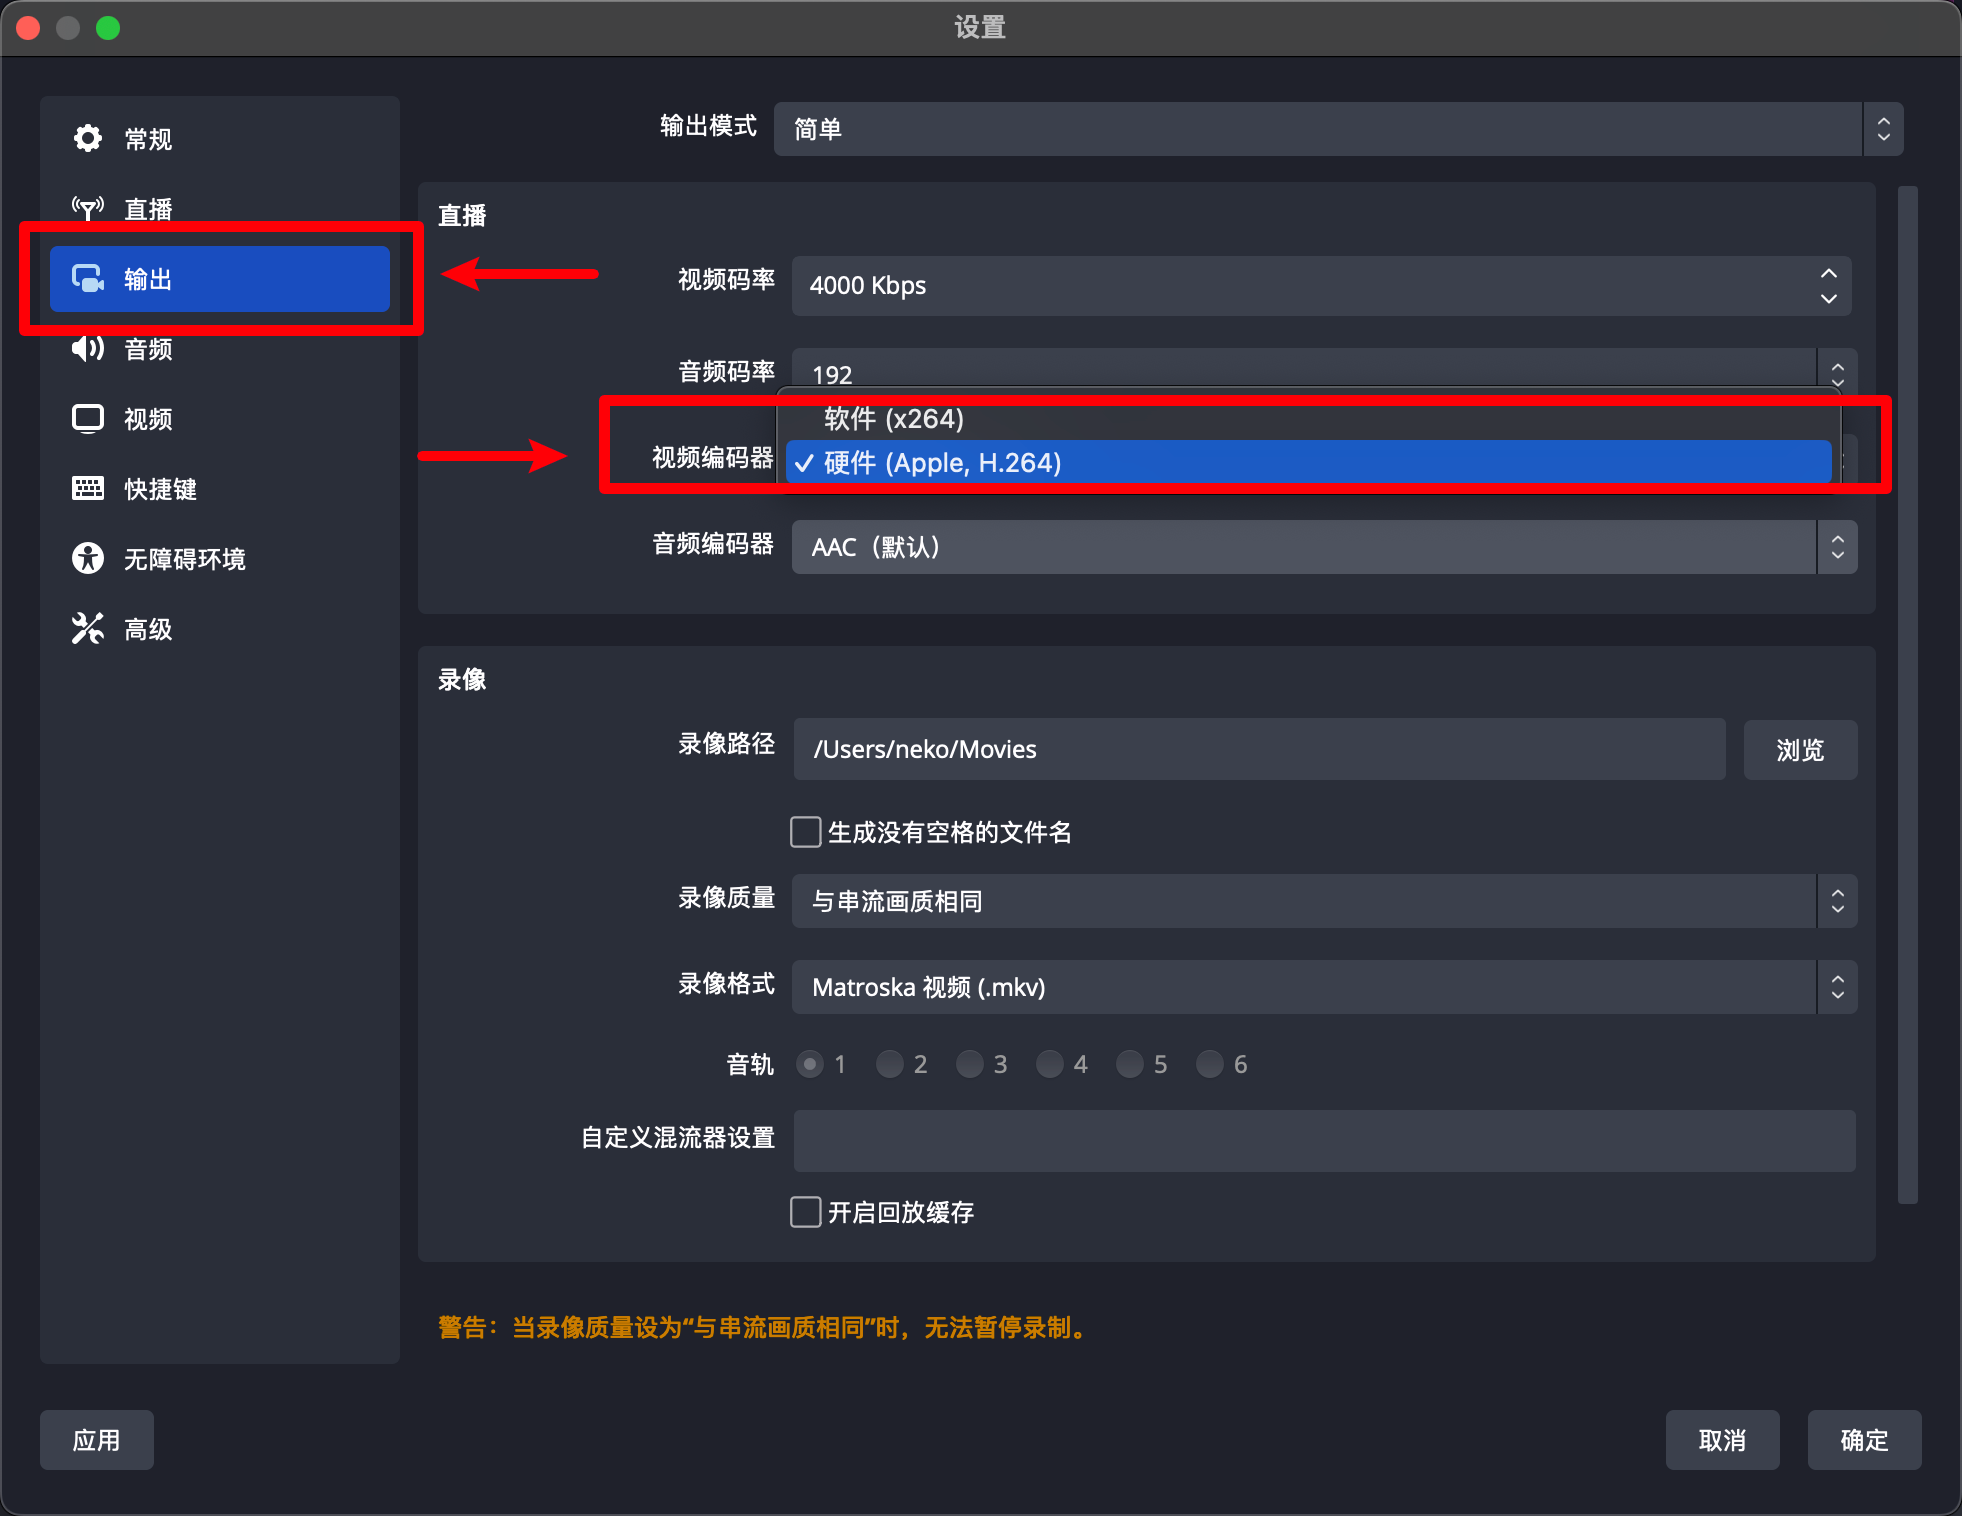 设置
常规
直播
输出
音频
视频
快捷键
无障碍环境
高级
输出模式 简单
直播
视频码率 4000 Kbps
音频码率 192
软件 (x264)
视频编码器 ✓ 硬件 (Apple, H.264)
音频编码器 AAC（默认）
录像
录像路径 /Users/neko/Movies 浏览
生成没有空格的文件名
录像质量 与串流画质相同
录像格式 Matroska 视频 (.mkv)
音轨 1 2 3 4 5 6
自定义混流器设置
开启回放缓存
警告：当录像质量设为“与串流画质相同”时，无法暂停录制。
应用 取消 确定